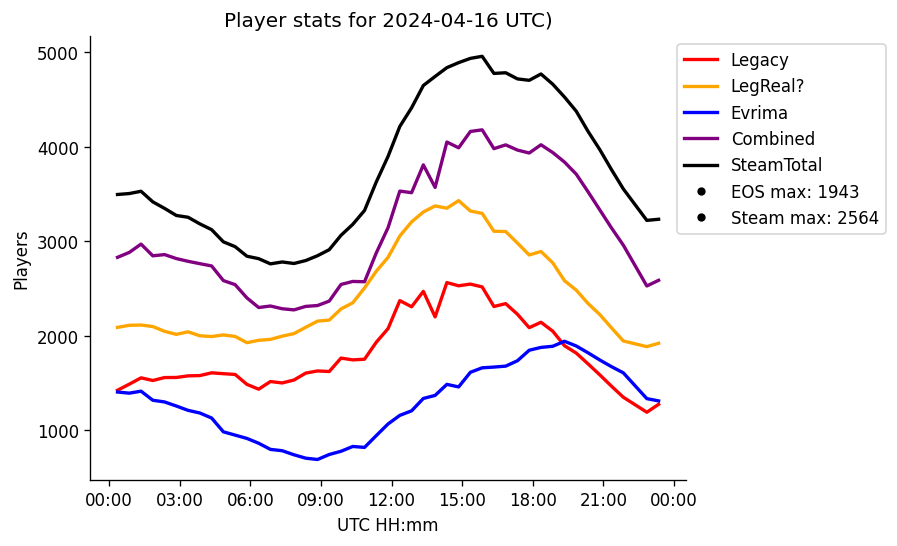 Player stats for 2024-04-16 UTC)
Players
5000
4000
3000
2000
1000
00:00 03:00 06:00 09:00 12:00 15:00 18:00 21:00 00:00
UTC HH:mm
Legacy
LegReal?
Evrima
Combined
SteamTotal
EOS max: 1943
Steam max: 2564